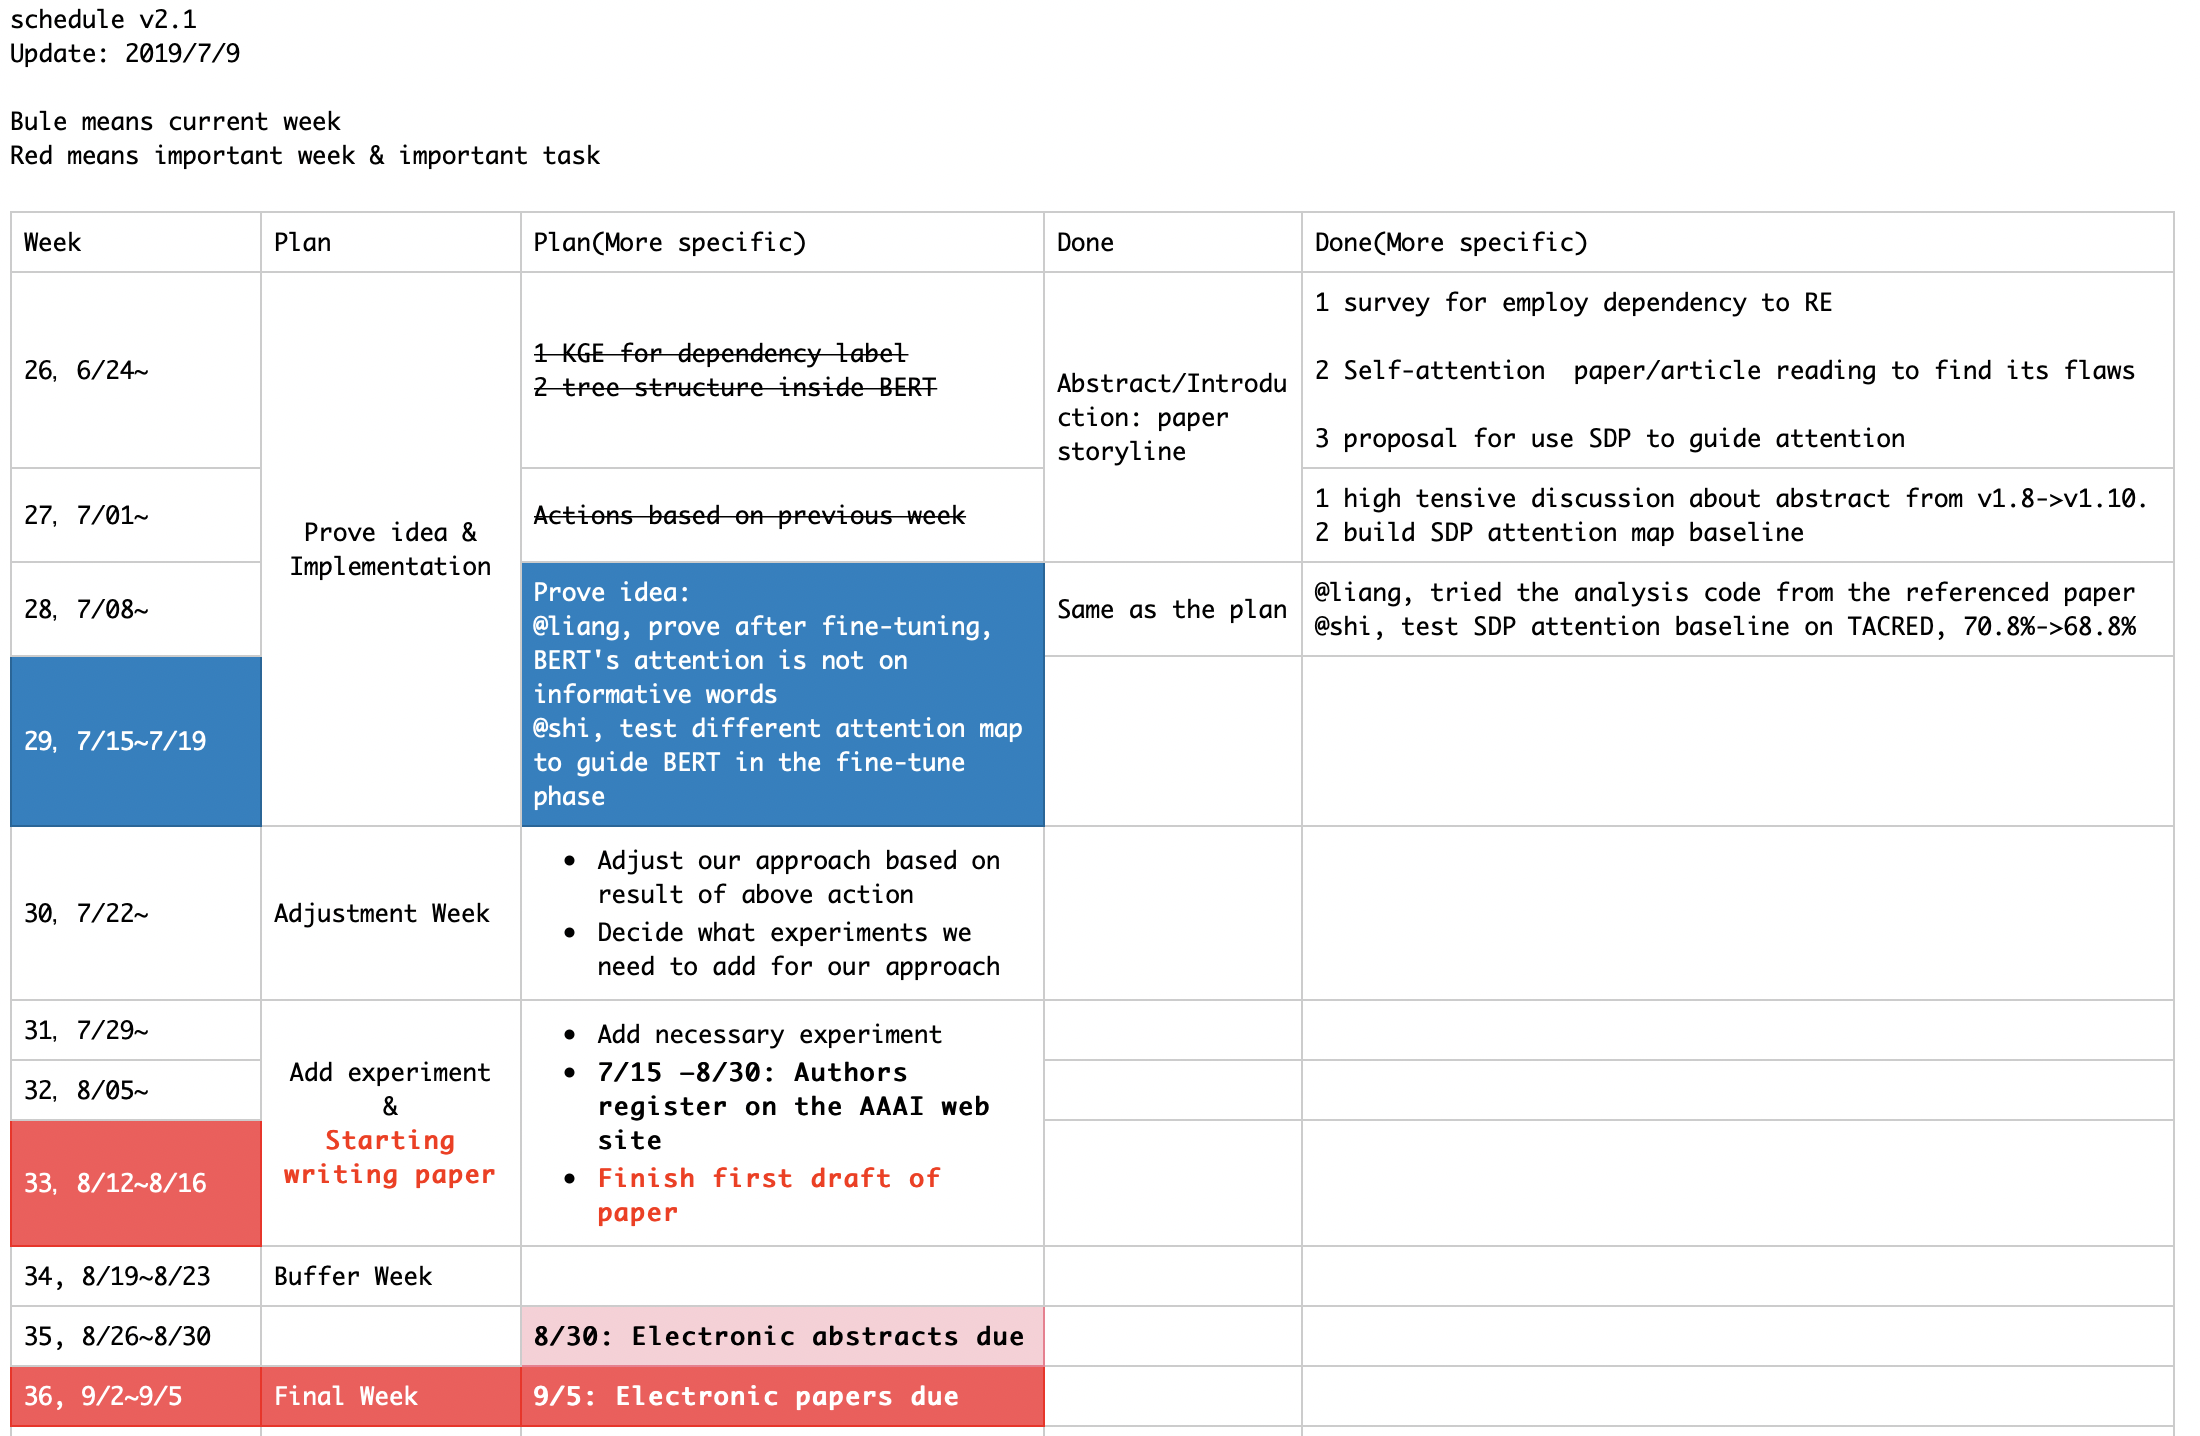 schedule v2.1
Update: 2019/7/9
Bule means current week
Red means important week & important task
Week
Plan
Plan(More specific)
Done
Done(More specific)
26, 6/24~
Prove idea &
Implementation
1 KGE for dependency label
2 tree structure inside BERT
Abstract/Introdu
ction: paper
storyline
1 survey for employ dependency to RE
2 Self-attention  paper/article reading to find its flaws
3 proposal for use SDP to guide attention
27, 7/01~
Actions based on previous week
1 high tensive discussion about abstract from v1.8->v1.10.
2 build SDP attention map baseline
28, 7/08~
Prove idea:
@liang, prove after fine-tuning,
BERT's attention is not on
informative words
@shi, test different attention map
to guide BERT in the fine-tune
phase
Same as the plan
@liang, tried the analysis code from the referenced paper
@shi, test SDP attention baseline on TACRED, 70.8%->68.8%
29, 7/15~7/19
30, 7/22~
Adjustment Week
• Adjust our approach based on
result of above action
• Decide what experiments we
need to add for our approach
31, 7/29~
Add experiment
&
Starting
writing paper
• Add necessary experiment
• 7/15 –8/30: Authors
register on the AAAI web
site
• Finish first draft of
paper
32, 8/05~
33, 8/12~8/16
34, 8/19~8/23
Buffer Week
35, 8/26~8/30
8/30: Electronic abstracts due
36, 9/2~9/5
Final Week
9/5: Electronic papers due